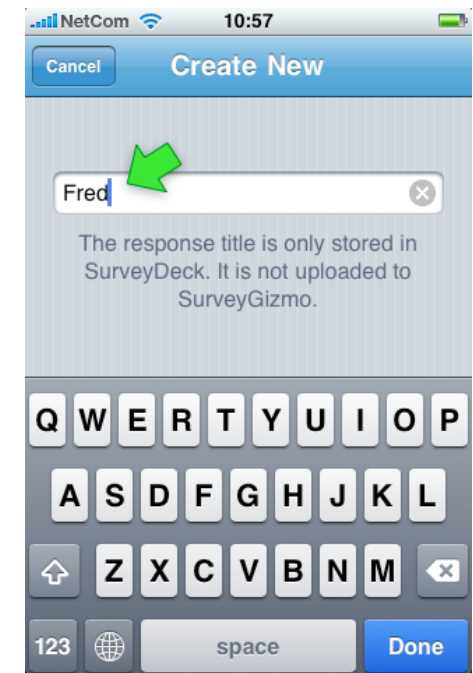 NetCom 10:57
Cancel Create New
Fred
The response title is only stored in
SurveyDeck. It is not uploaded to
SurveyGizmo.
Q W E R T Y U I O P
A S D F G H J K L
Z X C V B N M
123 space Done